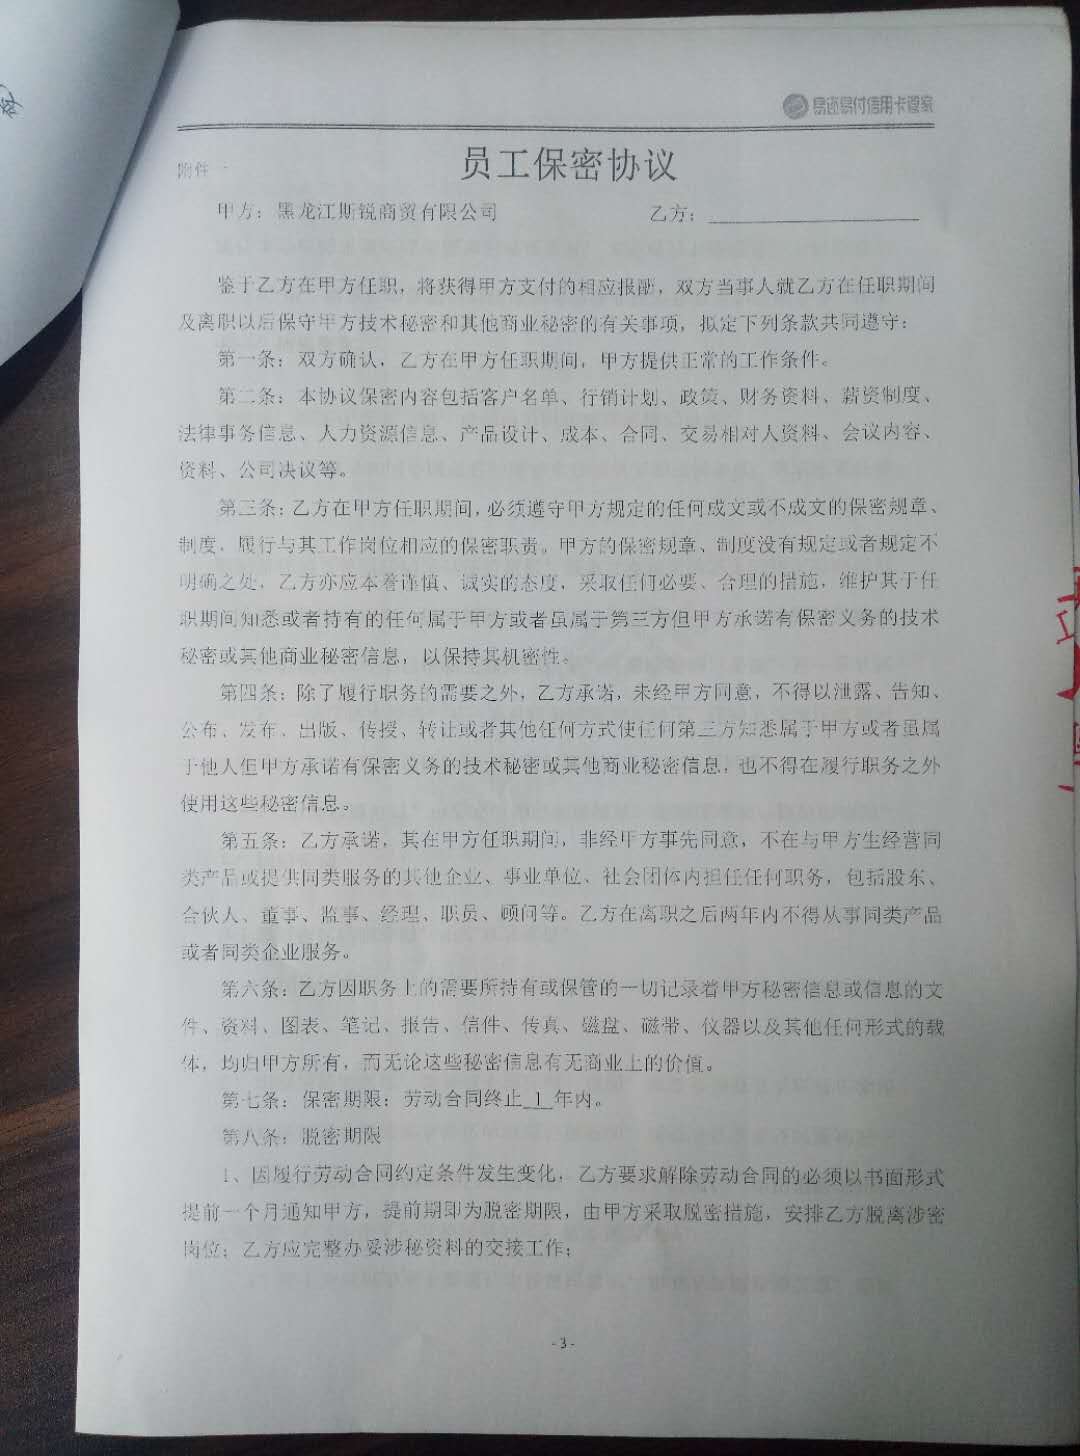 易还易付信用卡管家
附件一
员工保密协议
甲方：黑龙江斯锐商贸有限公司 乙方：
鉴于乙方在甲方任职，将获得甲方支付的相应报酬，双方当事人就乙方在任职期间
及离职以后保守甲方技术秘密和其他商业秘密的有关事项，拟定下列条款共同遵守：
第一条：双方确认，乙方在甲方任职期间，甲方提供正常的工作条件。
第二条：本协议保密内容包括客户名单、行销计划、政策、财务资料、薪资制度、
法律事务信息、人力资源信息、产品设计、成本、合同、交易相对人资料、会议内容、
资料、公司决议等。
第三条：乙方在甲方任职期间，必须遵守甲方规定的任何成文或不成文的保密规章、
制度，履行与其工作岗位相应的保密职责。甲方的保密规章、制度没有规定或者规定不
明确之处，乙方亦应本着谨慎、诚实的态度，采取任何必要、合理的措施，维护其于任
职期间知悉或者持有的任何属于甲方或者虽属于第三方但甲方承诺有保密义务的技术
秘密或其他商业秘密信息，以保持其机密性。
第四条：除了履行职务的需要之外，乙方承诺，未经甲方同意，不得以泄露、告知、
公布、发布、出版、传授、转让或者其他任何方式使任何第三方知悉属于甲方或者虽属
于他人但甲方承诺有保密义务的技术秘密或其他商业秘密信息，也不得在履行职务之外
使用这些秘密信息。
第五条：乙方承诺，其在甲方任职期间，非经甲方事先同意，不在与甲方生经营同
类产品或提供同类服务的其他企业、事业单位、社会团体内担任任何职务，包括股东、
合伙人、董事、监事、经理、职员、顾问等。乙方在离职之后两年内不得从事同类产品
或者同类企业服务。
第六条：乙方因职务上的需要所持有或保管的一切记录着甲方秘密信息或信息的文
件、资料、图表、笔记、报告、信件、传真、磁盘、磁带、仪器以及其他任何形式的载
体，均归甲方所有，而无论这些秘密信息有无商业上的价值。
第七条：保密期限：劳动合同终止 1 年内。
第八条：脱密期限
1、因履行劳动合同约定条件发生变化，乙方要求解除劳动合同的必须以书面形式
提前一个月通知甲方，提前期即为脱密期限，由甲方采取脱密措施，安排乙方脱离涉密
岗位；乙方应完整办妥涉秘资料的交接工作；
- 3 -